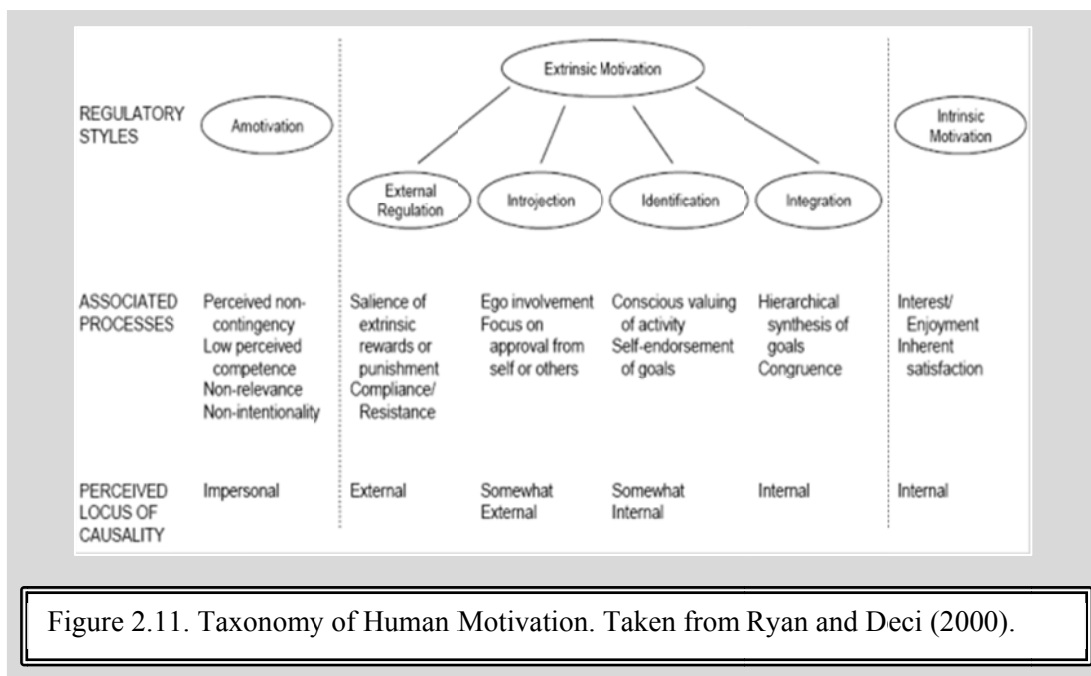 Extrinsic Motivation
REGULATORY
STYLES
Amotivation
Intrinsic
Motivation
External
Regulation
Introjection
Identification
Integration
ASSOCIATED
PROCESSES
Perceived non-
contingency
Low perceived
competence
Non-relevance
Non-intentionality
Salience of
extrinsic
rewards or
punishment
Compliance/
Resistance
Ego involvement
Focus on
approval from
self or others
Conscious valuing
of activity
Self-endorsement
of goals
Hierarchical
synthesis of
goals
Congruence
Interest/
Enjoyment
Inherent
satisfaction
PERCEIVED
LOCUS OF
CAUSALITY
Impersonal
External
Somewhat
External
Somewhat
Internal
Internal
Internal
Figure 2.11. Taxonomy of Human Motivation. Taken from Ryan and Deci (2000).